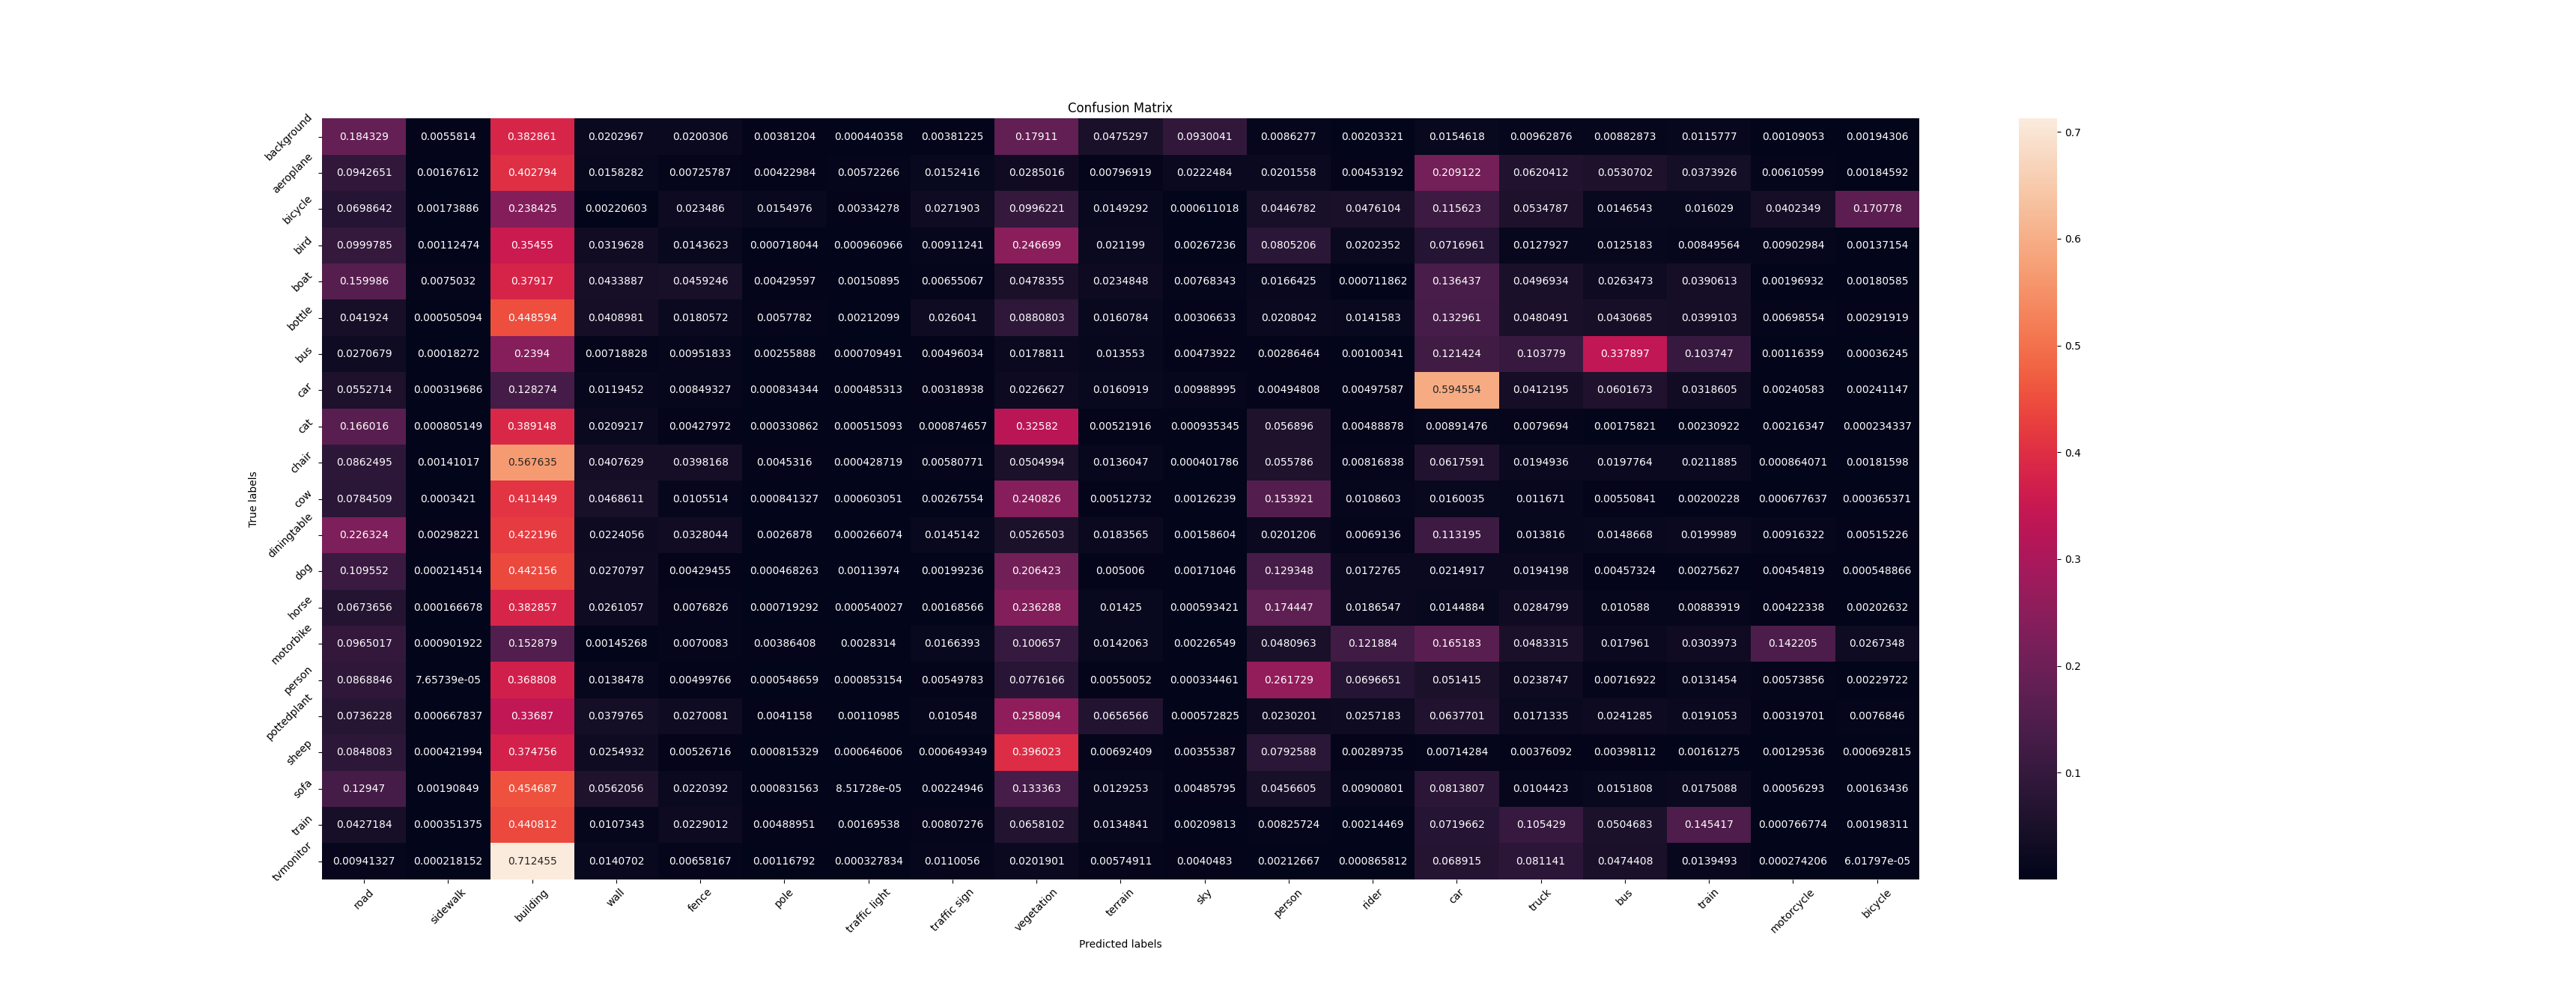 Confusion Matrix
background 0.184329 0.0055814 0.382861 0.0202967 0.0200306 0.00381204 0.000440358 0.00381225 0.17911 0.0475297 0.0930041 0.0086277 0.00203321 0.0154618 0.00962876 0.00882873 0.0115777 0.00109053 0.00194306
aeroplane 0.0942651 0.00167612 0.402794 0.0158282 0.00725787 0.00422984 0.00572266 0.0152416 0.0285016 0.00796919 0.0222484 0.0201558 0.00453192 0.209122 0.0620412 0.0530702 0.0373926 0.00610599 0.00184592
bicycle 0.0698642 0.00173886 0.238425 0.00220603 0.023486 0.0154976 0.00334278 0.0271903 0.0996221 0.0149292 0.000611018 0.0446782 0.0476104 0.115623 0.0534787 0.0146543 0.016029 0.0402349 0.170778
bird 0.0999785 0.00112474 0.35455 0.0319628 0.0143623 0.000718044 0.000960966 0.00911241 0.246699 0.021199 0.00267236 0.0805206 0.0202352 0.0716961 0.0127927 0.0125183 0.00849564 0.00902984 0.00137154
boat 0.159986 0.0075032 0.37917 0.0433887 0.0459246 0.00429597 0.00150895 0.00655067 0.0478355 0.0234848 0.0768343 0.0166425 0.000711862 0.136437 0.0496934 0.0263473 0.0390613 0.00196932 0.00180585
bottle 0.041924 0.000505094 0.448594 0.0408981 0.0180572 0.0057782 0.00212099 0.026041 0.0880803 0.0160784 0.00306633 0.0208042 0.0141583 0.132961 0.0480491 0.0430685 0.0399103 0.00698554 0.00291919
bus 0.0270679 0.00018272 0.2394 0.00718828 0.00951833 0.00255888 0.000709491 0.00496034 0.0178811 0.013553 0.00473922 0.00286464 0.00100341 0.121424 0.103779 0.337897 0.103747 0.00116359 0.00036245
car 0.0552714 0.000319686 0.128274 0.0119452 0.00849327 0.000834344 0.000485313 0.00318938 0.0226627 0.0160919 0.00988995 0.00494808 0.00497587 0.594554 0.0412195 0.0601673 0.0318605 0.00240583 0.00241147
cat 0.166016 0.000805149 0.389148 0.0209217 0.00427972 0.000330862 0.000515093 0.000874657 0.32582 0.00521916 0.000935345 0.056896 0.00488878 0.00891476 0.0079694 0.00175821 0.00230922 0.00216347 0.000234337
chair 0.0862495 0.00141017 0.567635 0.0407629 0.0398168 0.0045316 0.000428719 0.00580771 0.0504994 0.0136047 0.000401786 0.055786 0.00816838 0.0617591 0.0194936 0.0197764 0.0211885 0.000864071 0.00181598
cow 0.0784509 0.0003421 0.411449 0.0468611 0.0105514 0.000841327 0.000603051 0.00267554 0.240826 0.00512732 0.00126239 0.153921 0.0108603 0.0160035 0.011671 0.00550841 0.00200228 0.000677637 0.000365371
diningtable 0.226324 0.00298221 0.422196 0.0224056 0.0328044 0.0026878 0.000266074 0.0145142 0.0526503 0.0183565 0.00158604 0.0201206 0.0069136 0.113195 0.013816 0.0148668 0.0199989 0.00916322 0.00515226
dog 0.109552 0.000214514 0.442156 0.0270797 0.00429455 0.000468263 0.00113974 0.00199236 0.206423 0.005006 0.00171046 0.129348 0.0172765 0.0214917 0.0194198 0.00457324 0.00275627 0.00454819 0.000548866
horse 0.0673656 0.000166678 0.382857 0.0261057 0.0076826 0.000719292 0.000540027 0.00168566 0.236288 0.01425 0.000593421 0.174447 0.0186547 0.0144884 0.0284799 0.010588 0.00883919 0.00422338 0.00202632
motorbike 0.0965017 0.000901922 0.152879 0.00145268 0.0070083 0.00386408 0.0028314 0.0166393 0.100657 0.0142063 0.00226549 0.0480963 0.121884 0.165183 0.0483315 0.017961 0.0303973 0.142205 0.0267348
person 0.0868846 7.65739e-05 0.368808 0.0138478 0.00499766 0.000548659 0.000853154 0.00549783 0.0776166 0.00550052 0.000334461 0.261729 0.0696651 0.051415 0.0238747 0.00716922 0.0131454 0.00573856 0.00229722
pottedplant 0.0736228 0.000667837 0.33687 0.0379765 0.0270081 0.0041158 0.00110985 0.010548 0.258094 0.0656566 0.000572825 0.0230201 0.0257183 0.0637701 0.0171335 0.0241285 0.0191053 0.00319701 0.0076846
sheep 0.0848083 0.000421994 0.374756 0.0254932 0.00526716 0.000815329 0.000646006 0.000649349 0.396023 0.00692409 0.00355387 0.0792588 0.00289735 0.00714284 0.00376092 0.00398112 0.00161275 0.00129536 0.000692815
sofa 0.12947 0.00190849 0.454687 0.0562056 0.0220392 0.000831563 8.51728e-05 0.00224946 0.133363 0.0129253 0.00485795 0.0456605 0.00900801 0.0813807 0.0104423 0.0151808 0.0175088 0.00056293 0.00163436
train 0.0427184 0.000351375 0.440812 0.0107343 0.0229012 0.00488951 0.00169538 0.00807276 0.0658102 0.0134841 0.00209813 0.00825724 0.00214469 0.0719662 0.105429 0.0504683 0.145417 0.000766774 0.00198311
tvmonitor 0.00941327 0.000218152 0.712455 0.0140702 0.00658167 0.00116792 0.000327834 0.0110056 0.0201901 0.00574911 0.0040483 0.00212667 0.000865812 0.068915 0.081141 0.0474408 0.0139493 0.000274206 6.01797e-05
True labels
road sidewalk building wall fence pole traffic light traffic sign vegetation terrain sky person rider car truck bus train motorcycle bicycle
Predicted labels
0.7
0.6
0.5
0.4
0.3
0.2
0.1